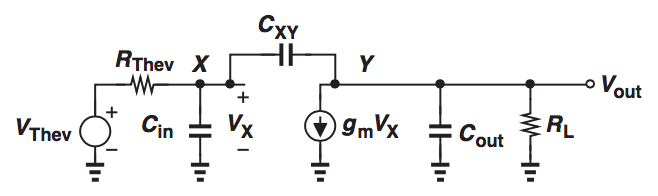 C_XY
R_Thev X Y
V_Thev + − C_in + V_X − g_mV_X C_out R_L V_out